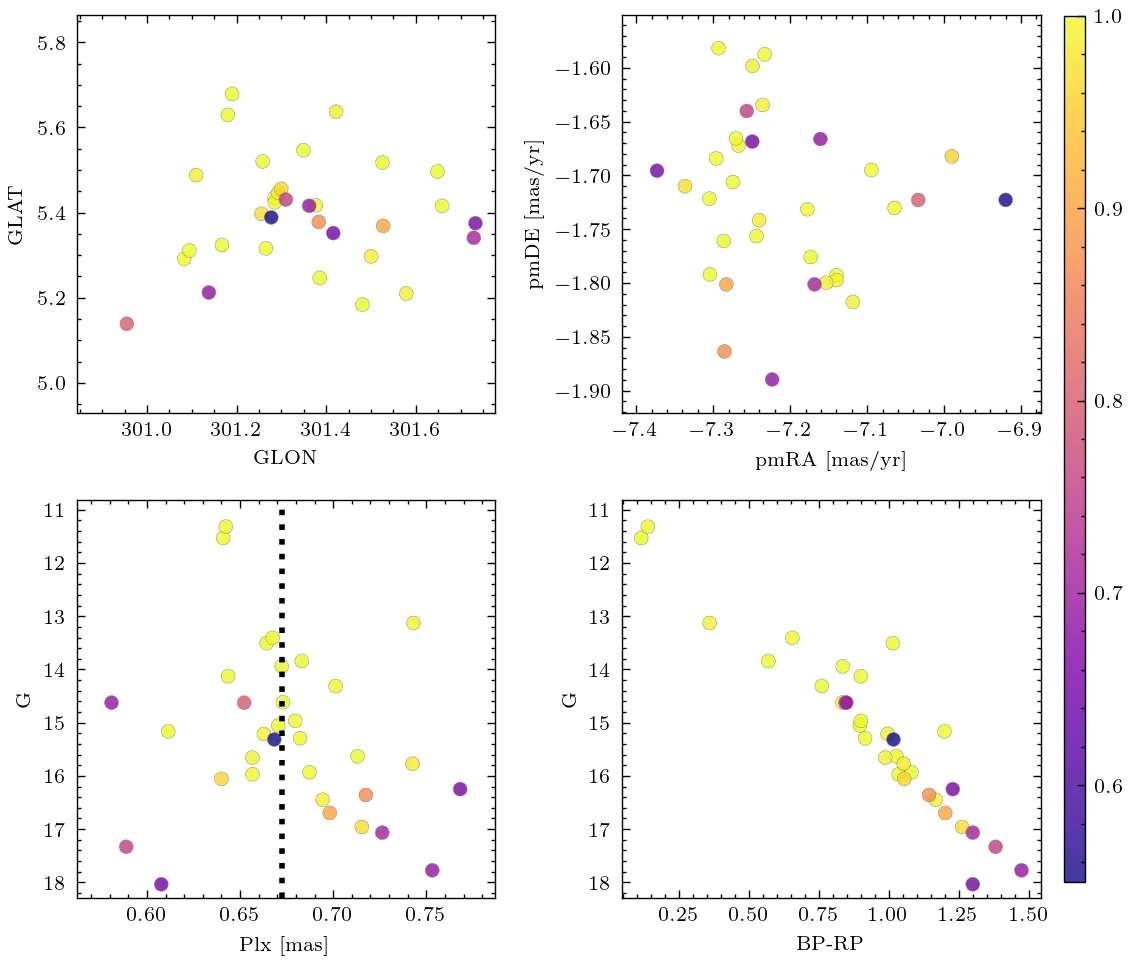 5.8
5.6
5.4
5.2
5.0
GLAT
301.0 301.2 301.4 301.6
GLON
−1.60
−1.65
−1.70
−1.75
−1.80
−1.85
−1.90
pmDE [mas/yr]
−7.4 −7.3 −7.2 −7.1 −7.0 −6.9
pmRA [mas/yr]
1.0
0.9
0.8
0.7
0.6
11
12
13
14
15
16
17
18
G
0.60 0.65 0.70 0.75
Plx [mas]
11
12
13
14
15
16
17
18
G
0.25 0.50 0.75 1.00 1.25 1.50
BP-RP